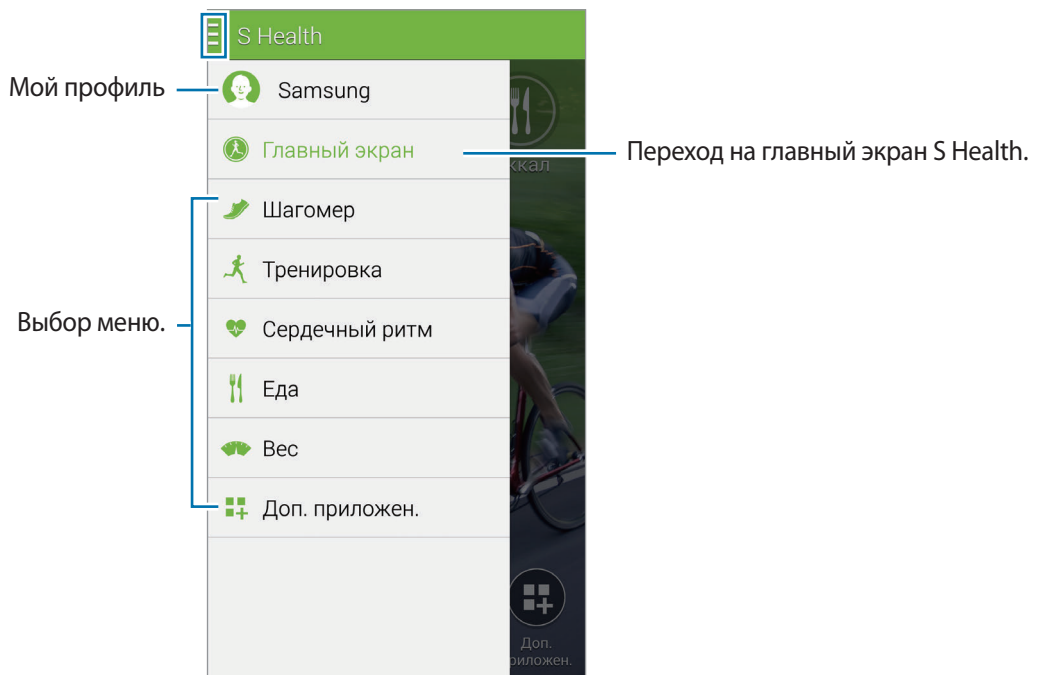 S Health
Мой профиль
Samsung
Главный экран
Переход на главный экран S Health.
ккал
Шагомер
Тренировка
Выбор меню.
Сердечный ритм
Еда
Вес
Доп. приложен.
Доп.
риложен.